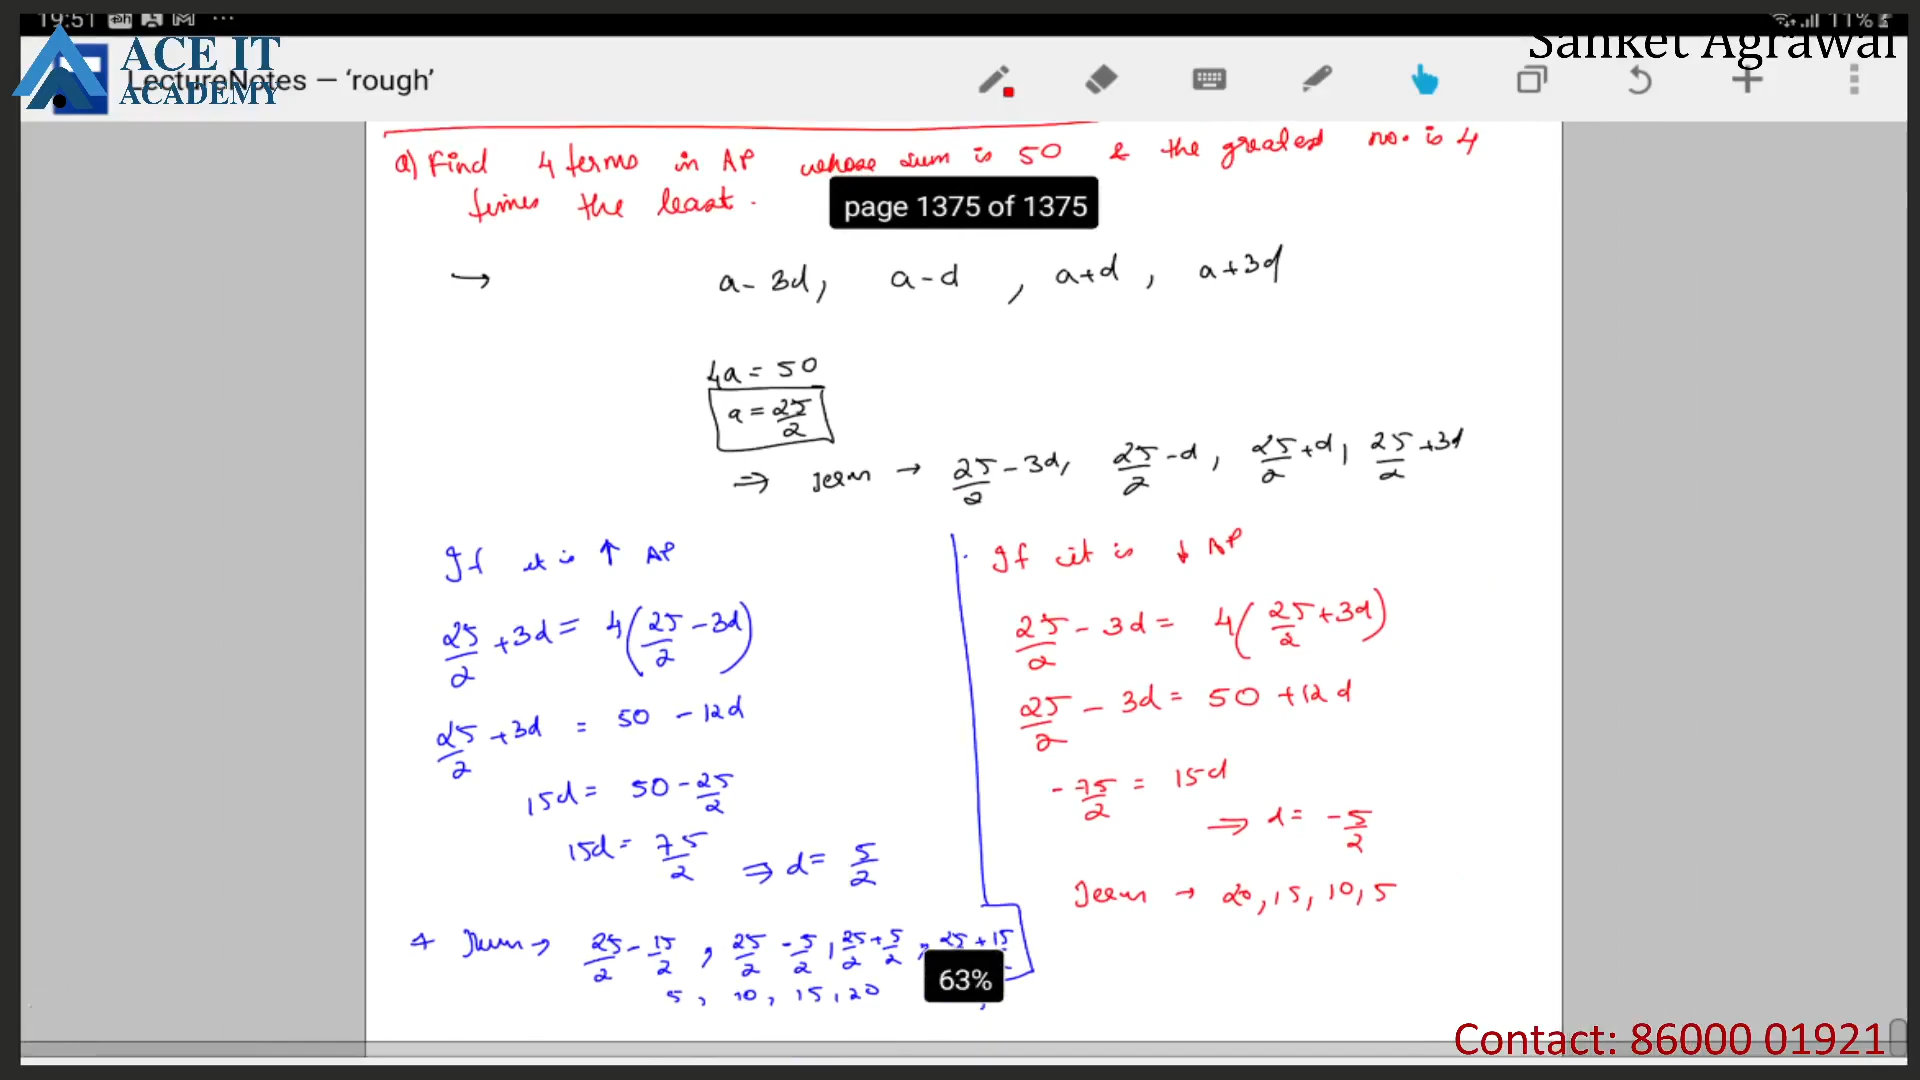 19:51
11%
ACE IT
ACADEMY
Sanket Agrawal
LectureNotes — ‘rough’
a) Find 4 terms in AP whose sum is 50 & the greatest no. is 4
times the least.
page 1375 of 1375
→ a - 3d, a - d, a + d, a + 3d
4a = 50
a = 25/2
⇒ Term → 25/2 - 3d, 25/2 - d, 25/2 + d, 25/2 + 3d
If it is ↑ AP
25/2 + 3d = 4(25/2 - 3d)
25/2 + 3d = 50 - 12d
15d = 50 - 25/2
15d = 75/2 ⇒ d = 5/2
4 Term → 25/2 - 15/2, 25/2 - 5/2, 25/2 + 5/2, 25 + 15
5, 10, 15, 20
If it is ↓ AP
25/2 - 3d = 4(25/2 + 3d)
25/2 - 3d = 50 + 12d
- 75/2 = 15d
⇒ d = - 5/2
Term → 20, 15, 10, 5
63%
Contact: 86000 01921